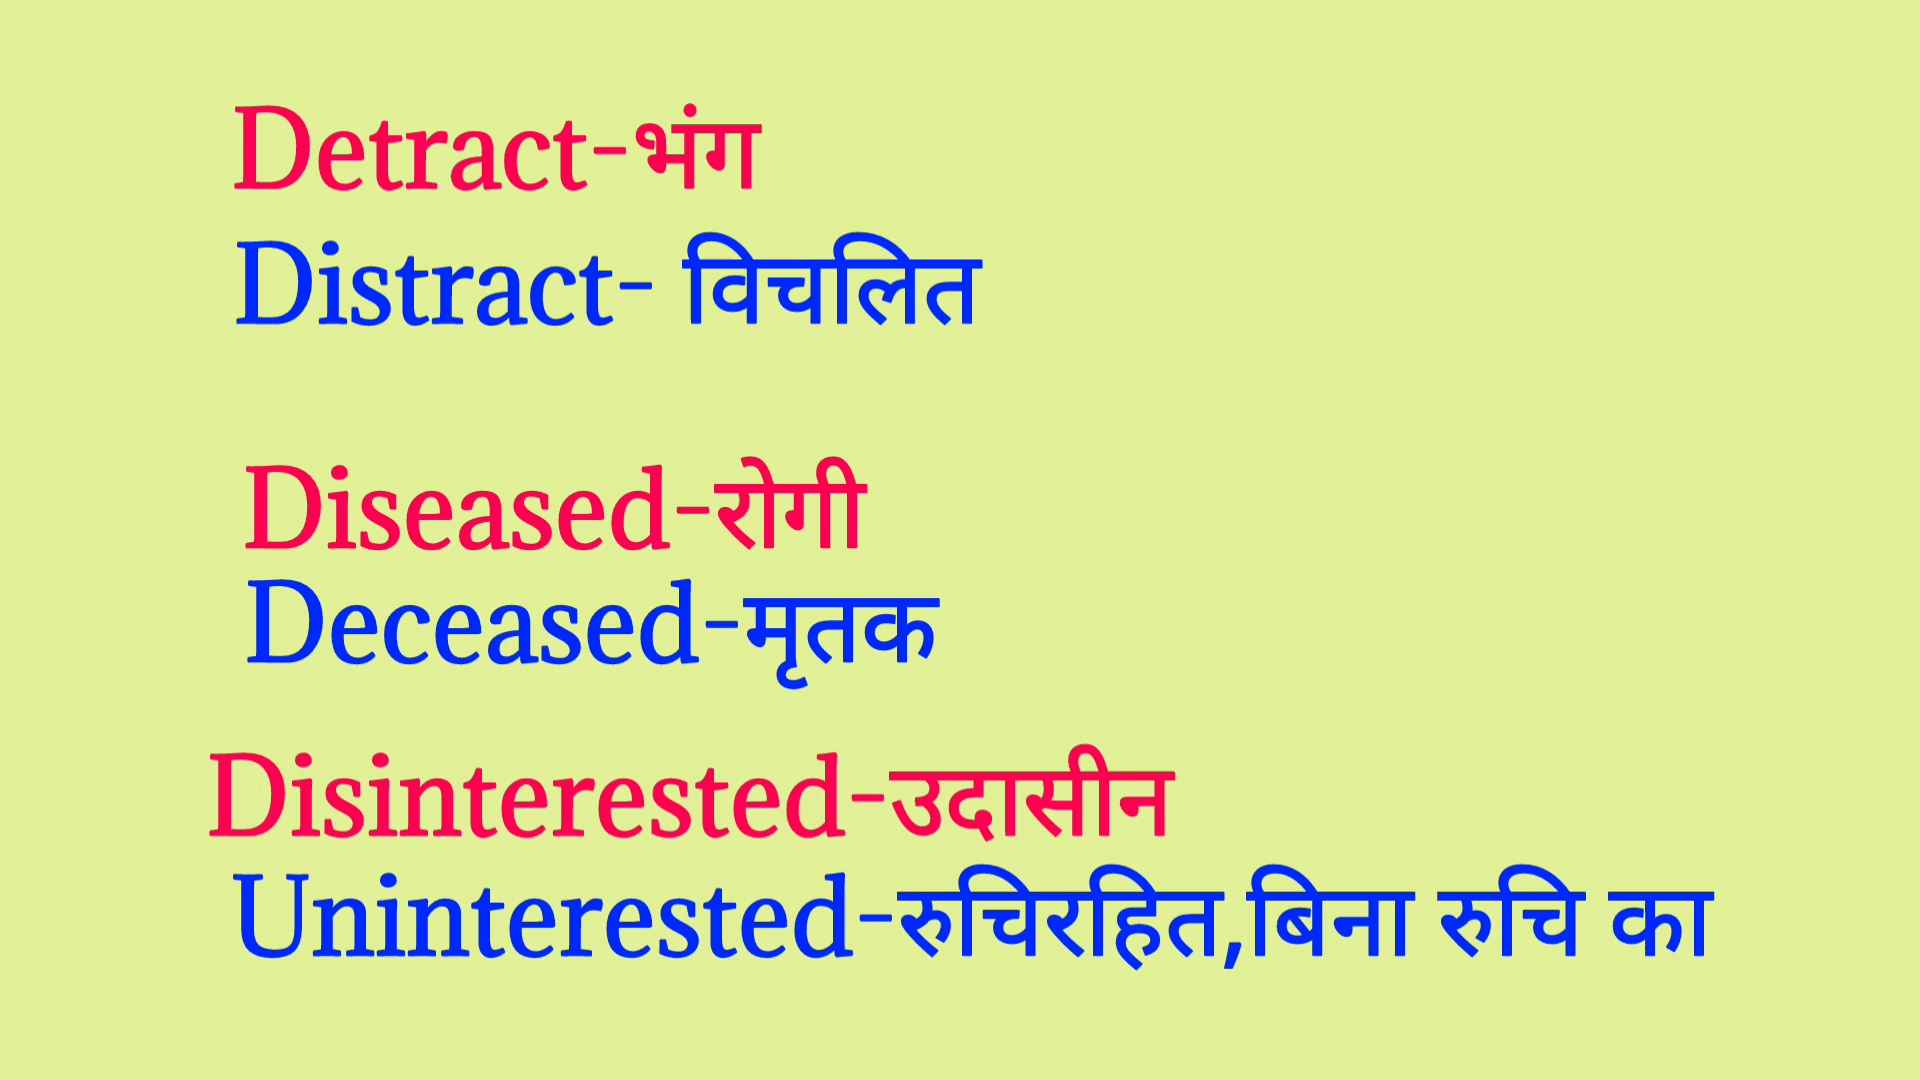 Detract-भंग
Distract- विचलित
Diseased-रोगी
Deceased-मृतक
Disinterested-उदासीन
Uninterested-रुचिरहित,बिना रुचि का